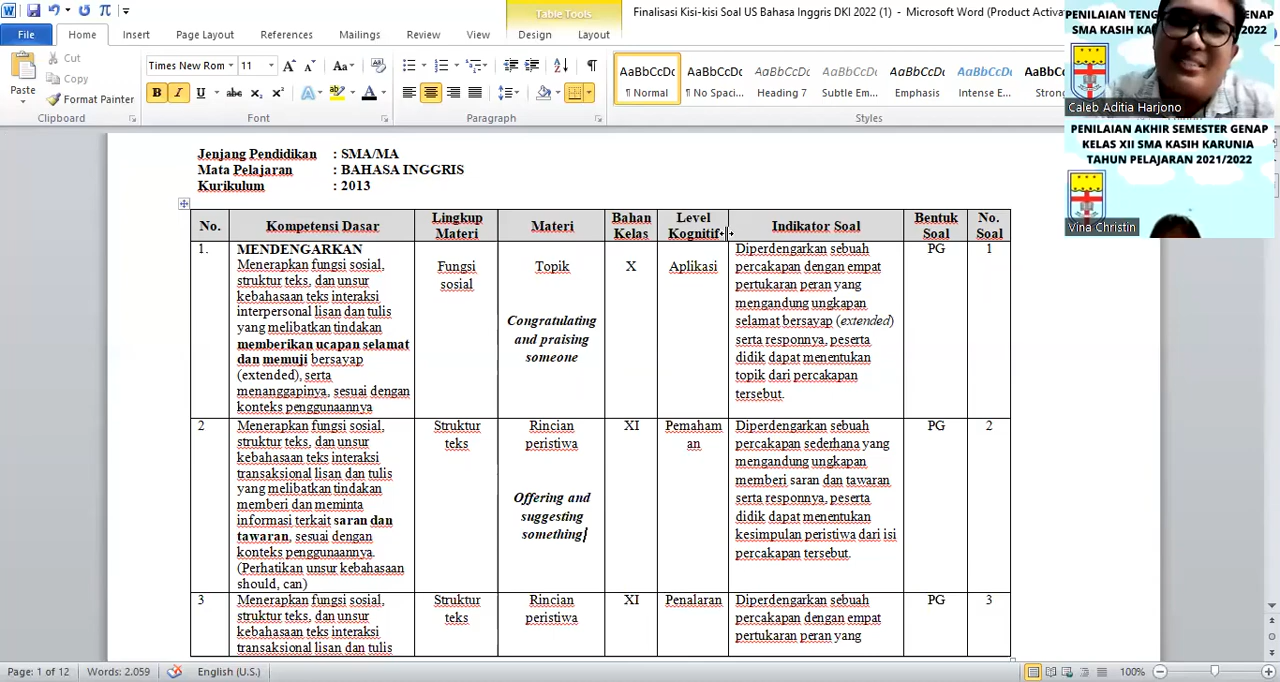 Table Tools
Finalisasi Kisi-kisi Soal US Bahasa Inggris DKI 2022 (1) - Microsoft Word (Product Activa
File Home Insert Page Layout References Mailings Review View Design Layout
Cut
Copy
Format Painter
Paste
Clipboard
Times New Rom 11
Font
Paragraph
AaBbCcDc AaBbCcDc AaBbCcDc AaBbCcDc AaBbCcDc AaBbCcDc AaBbCc
¶ Normal ¶ No Spaci... Heading 7 Subtle Em... Emphasis Intense E... Strong
Styles
PENILAIAN TENG
GENAP
SMA KASIH KA
/2022
Caleb Aditia Harjono
PENILAIAN AKHIR SEMESTER GENAP
KELAS XII SMA KASIH KARUNIA
TAHUN PELAJARAN 2021/2022
Vina Christin
Jenjang Pendidikan : SMA/MA
Mata Pelajaran : BAHASA INGGRIS
Kurikulum : 2013
No.
Kompetensi Dasar
Lingkup
Materi
Materi
Bahan
Kelas
Level
Kognitif
Indikator Soal
Bentuk
Soal
No.
Soal
1.
MENDENGARKAN
Menerapkan fungsi sosial,
struktur teks, dan unsur
kebahasaan teks interaksi
interpersonal lisan dan tulis
yang melibatkan tindakan
memberikan ucapan selamat
dan memuji bersayap
(extended), serta
menanggapinya, sesuai dengan
konteks penggunaannya
Fungsi
sosial
Topik
Congratulating
and praising
someone
X
Aplikasi
Diperdengarkan sebuah
percakapan dengan empat
pertukaran peran yang
mengandung ungkapan
selamat bersayap (extended)
serta responnya, peserta
didik dapat menentukan
topik dari percakapan
tersebut.
PG
1
2
Menerapkan fungsi sosial,
struktur teks, dan unsur
kebahasaan teks interaksi
transaksional lisan dan tulis
yang melibatkan tindakan
memberi dan meminta
informasi terkait saran dan
tawaran, sesuai dengan
konteks penggunaannya.
(Perhatikan unsur kebahasaan
should, can)
Struktur
teks
Rincian
peristiwa
Offering and
suggesting
something
XI
Pemaham
an
Diperdengarkan sebuah
percakapan sederhana yang
mengandung ungkapan
memberi saran dan tawaran
serta responnya, peserta
didik dapat menentukan
kesimpulan peristiwa dari isi
percakapan tersebut.
PG
2
3
Menerapkan fungsi sosial,
struktur teks, dan unsur
kebahasaan teks interaksi
transaksional lisan dan tulis
Struktur
teks
Rincian
peristiwa
XI
Penalaran
Diperdengarkan sebuah
percakapan dengan empat
pertukaran peran yang
PG
3
Page: 1 of 12 Words: 2.059 English (U.S.) 100%